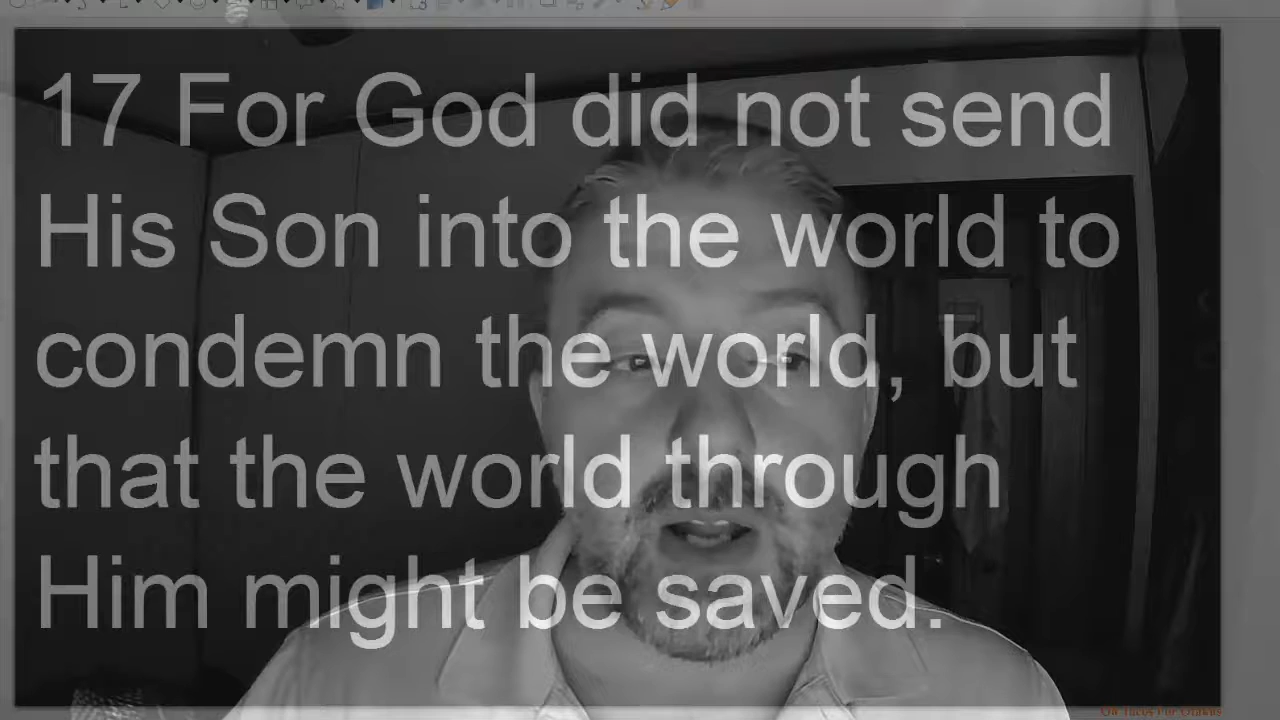 17 For God did not send
His Son into the world to
condemn the world, but
that the world through
Him might be saved.